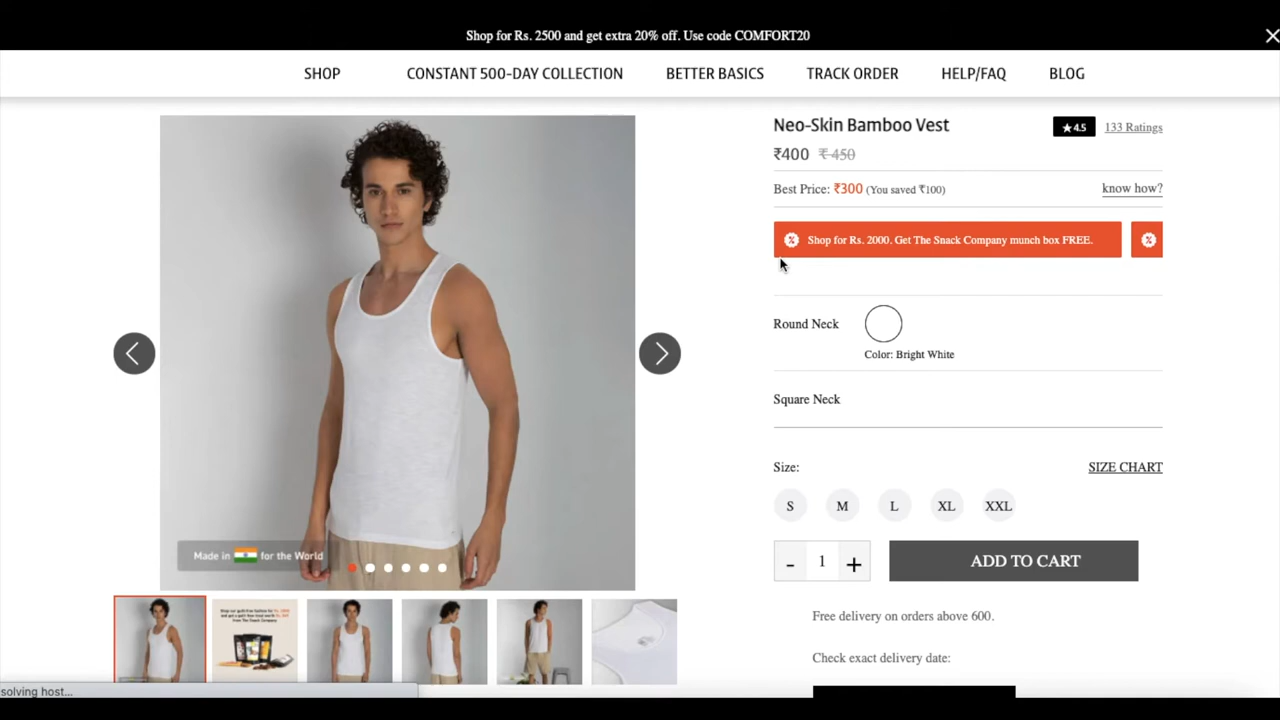 Shop for Rs. 2500 and get extra 20% off. Use code COMFORT20
SHOP
CONSTANT 500-DAY COLLECTION
BETTER BASICS
TRACK ORDER
HELP/FAQ
BLOG
Neo-Skin Bamboo Vest
★4.5
133 Ratings
₹400 ₹ 450
Best Price: ₹300 (You saved ₹100)
know how?
Shop for Rs. 2000. Get The Snack Company munch box FREE.
Round Neck
Color: Bright White
Square Neck
Size:
SIZE CHART
S M L XL XXL
- 1 +
ADD TO CART
Free delivery on orders above 600.
Check exact delivery date:
Made in for the World
solving host...